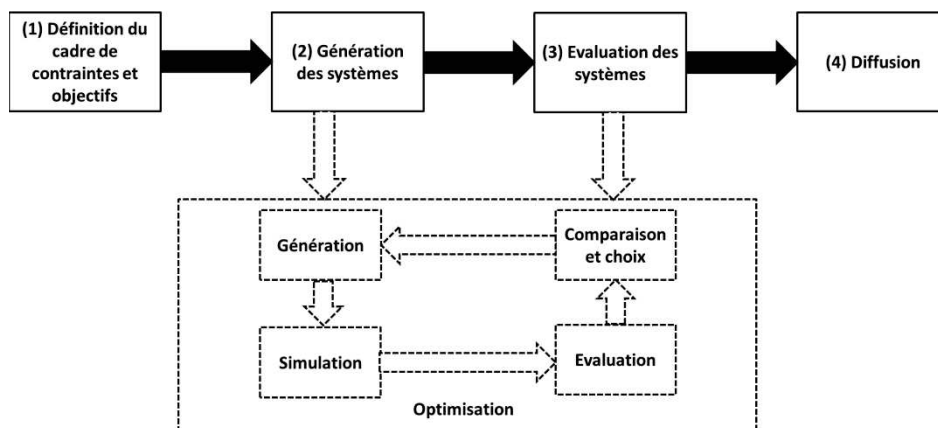 (1) Définition du
cadre de
contraintes et
objectifs
(2) Génération
des systèmes
(3) Evaluation des
systèmes
(4) Diffusion
Génération
Comparaison
et choix
Simulation
Evaluation
Optimisation